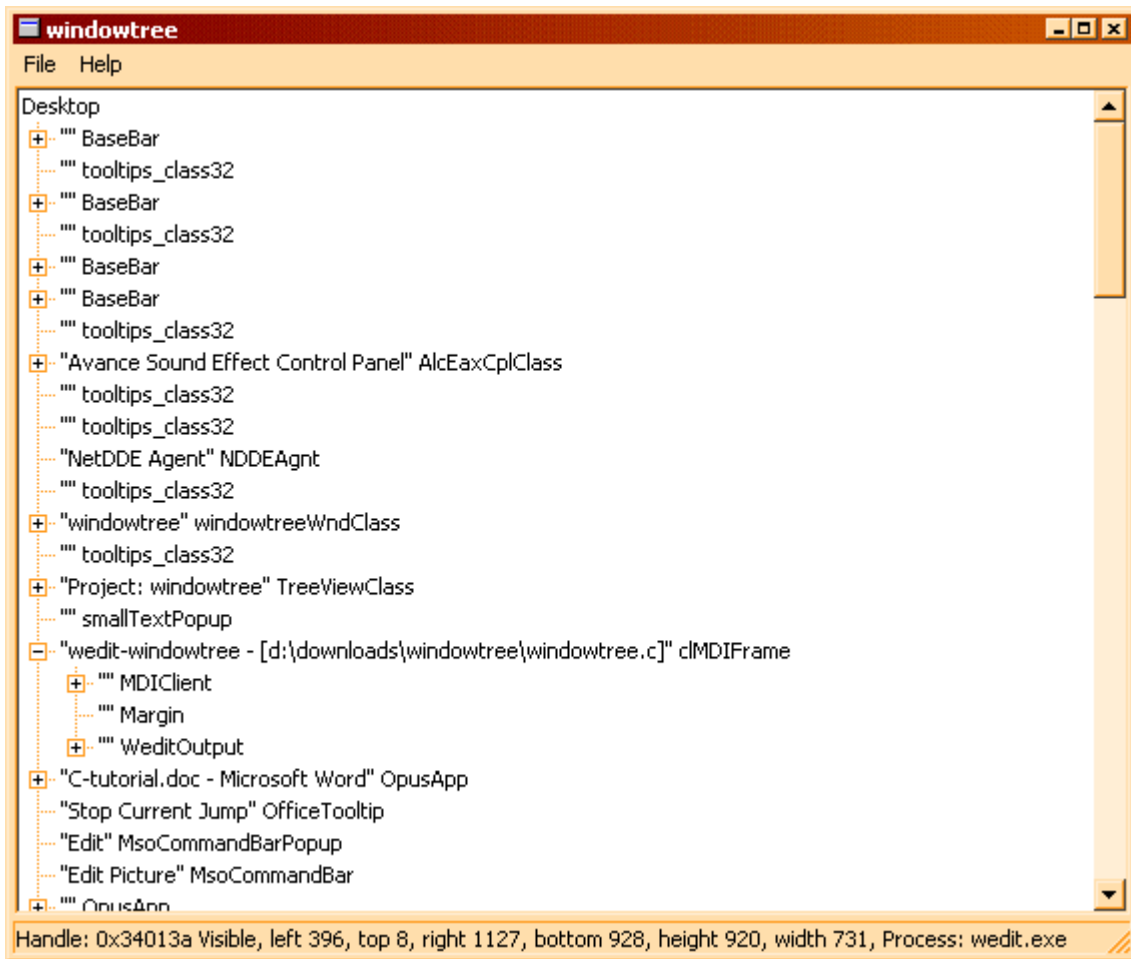 windowtree
File Help
Desktop
"" BaseBar
"" tooltips_class32
"" BaseBar
"" tooltips_class32
"" BaseBar
"" BaseBar
"" tooltips_class32
"Avance Sound Effect Control Panel" AlcEaxCplClass
"" tooltips_class32
"" tooltips_class32
"NetDDE Agent" NDDEAgnt
"" tooltips_class32
"windowtree" windowtreeWndClass
"" tooltips_class32
"Project: windowtree" TreeViewClass
"" smallTextPopup
"wedit-windowtree - [d:\downloads\windowtree\windowtree.c]" clMDIFrame
"" MDIClient
"" Margin
"" WeditOutput
"C-tutorial.doc - Microsoft Word" OpusApp
"Stop Current Jump" OfficeTooltip
"Edit" MsoCommandBarPopup
"Edit Picture" MsoCommandBar
"" OpusApp
Handle: 0x34013a Visible, left 396, top 8, right 1127, bottom 928, height 920, width 731, Process: wedit.exe